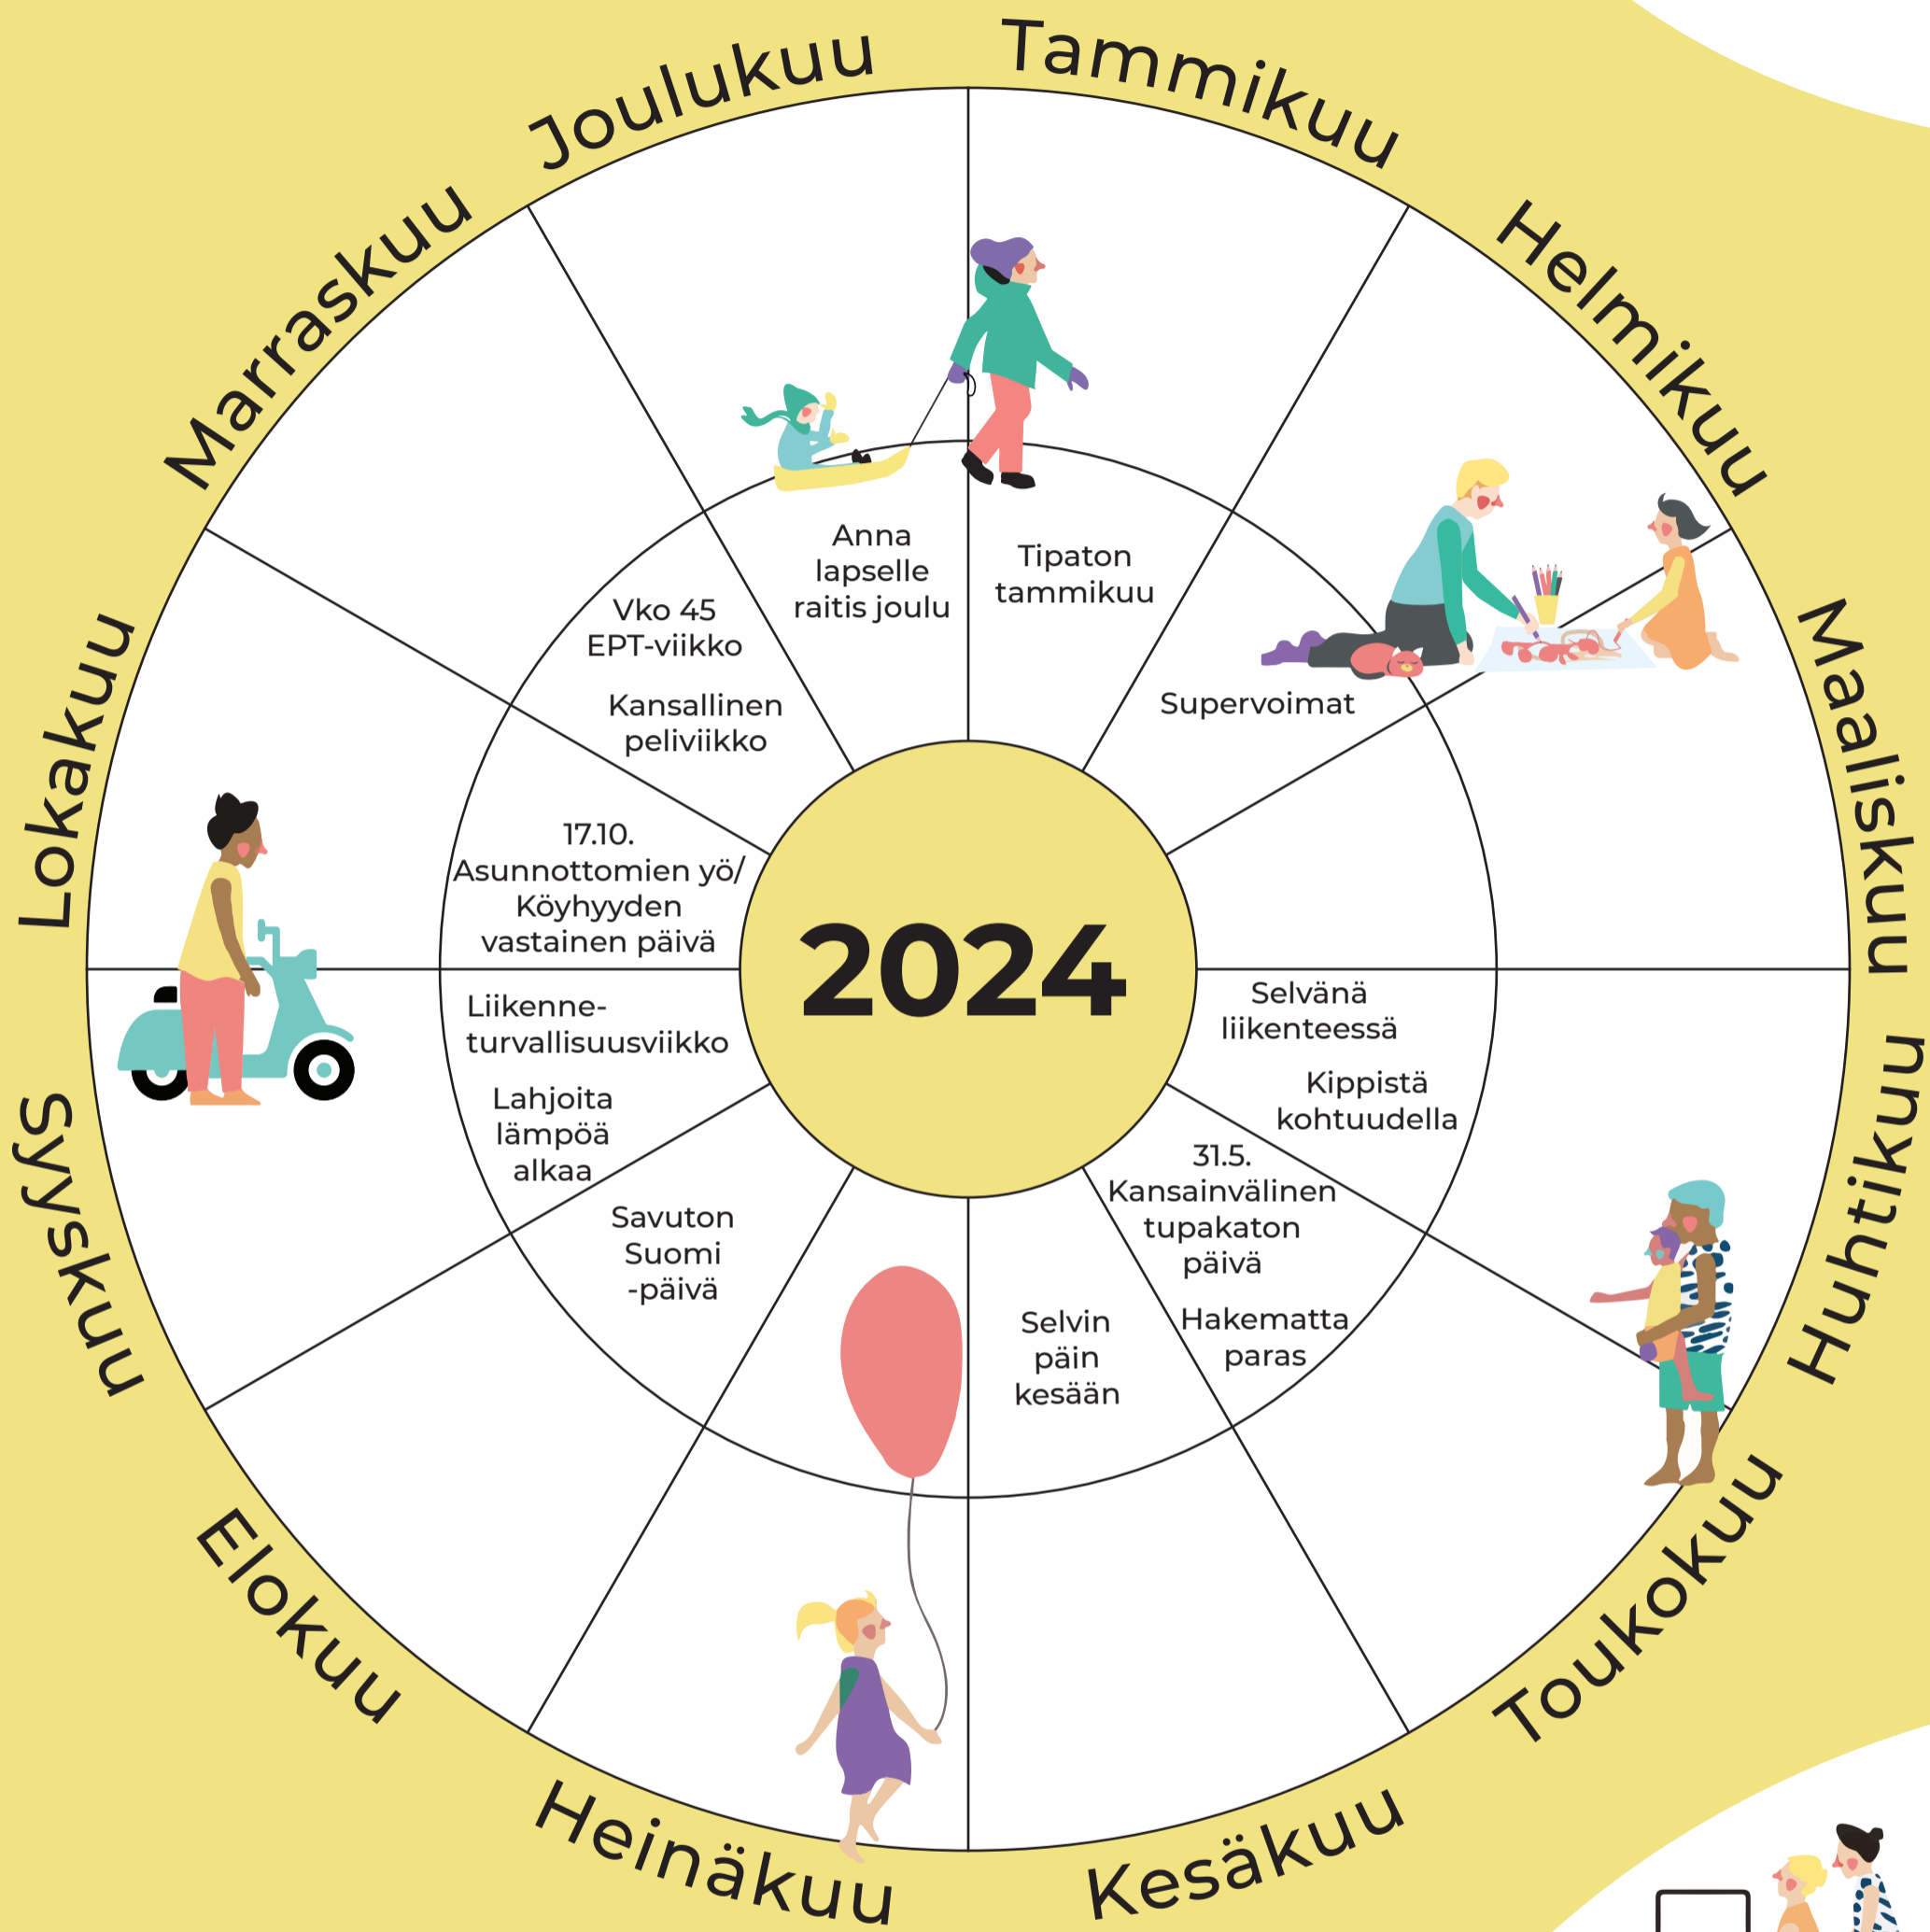 Tammikuu
Helmikuu
Maaliskuu
Huhtikuu
Toukokuu
Kesäkuu
Heinäkuu
Elokuu
Syyskuu
Lokakuu
Marraskuu
Joulukuu
Tipaton
tammikuu
Supervoimat
Selvänä
liikenteessä
Kippistä
kohtuudella
31.5.
Kansainvälinen
tupakaton
päivä
Hakematta
paras
Selvin
päin
kesään
Savuton
Suomi
-päivä
Liikenne-
turvallisuusviikko
Lahjoita
lämpöä
alkaa
17.10.
Asunnottomien yö/
Köyhyyden
vastainen päivä
Vko 45
EPT-viikko
Kansallinen
peliviikko
Anna
lapselle
raitis joulu
2024